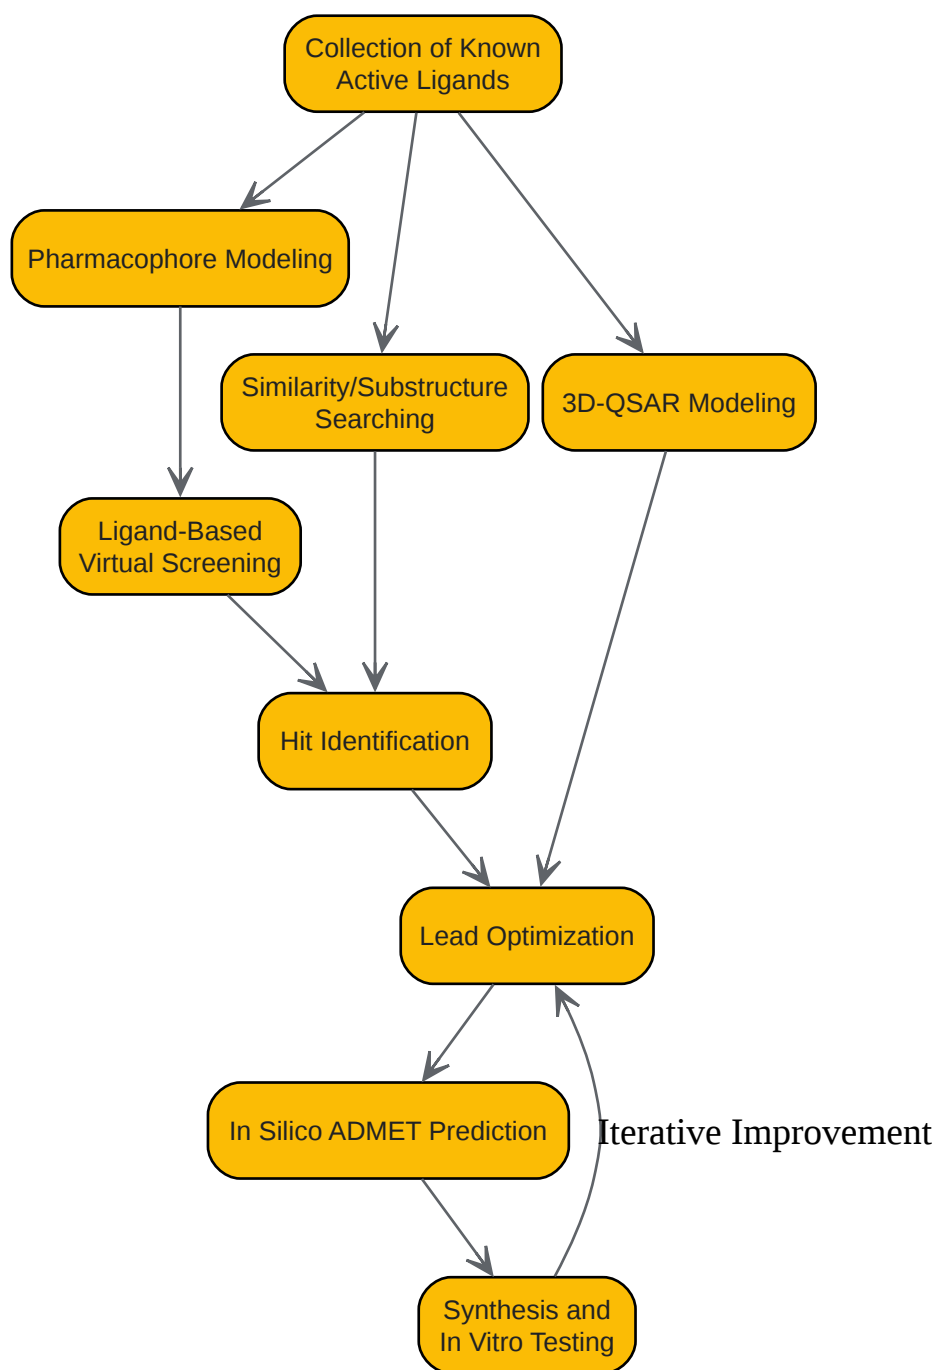 Collection of Known
Active Ligands
Pharmacophore Modeling
Similarity/Substructure
Searching
3D-QSAR Modeling
Ligand-Based
Virtual Screening
Hit Identification
Lead Optimization
In Silico ADMET Prediction
Iterative Improvement
Synthesis and
In Vitro Testing